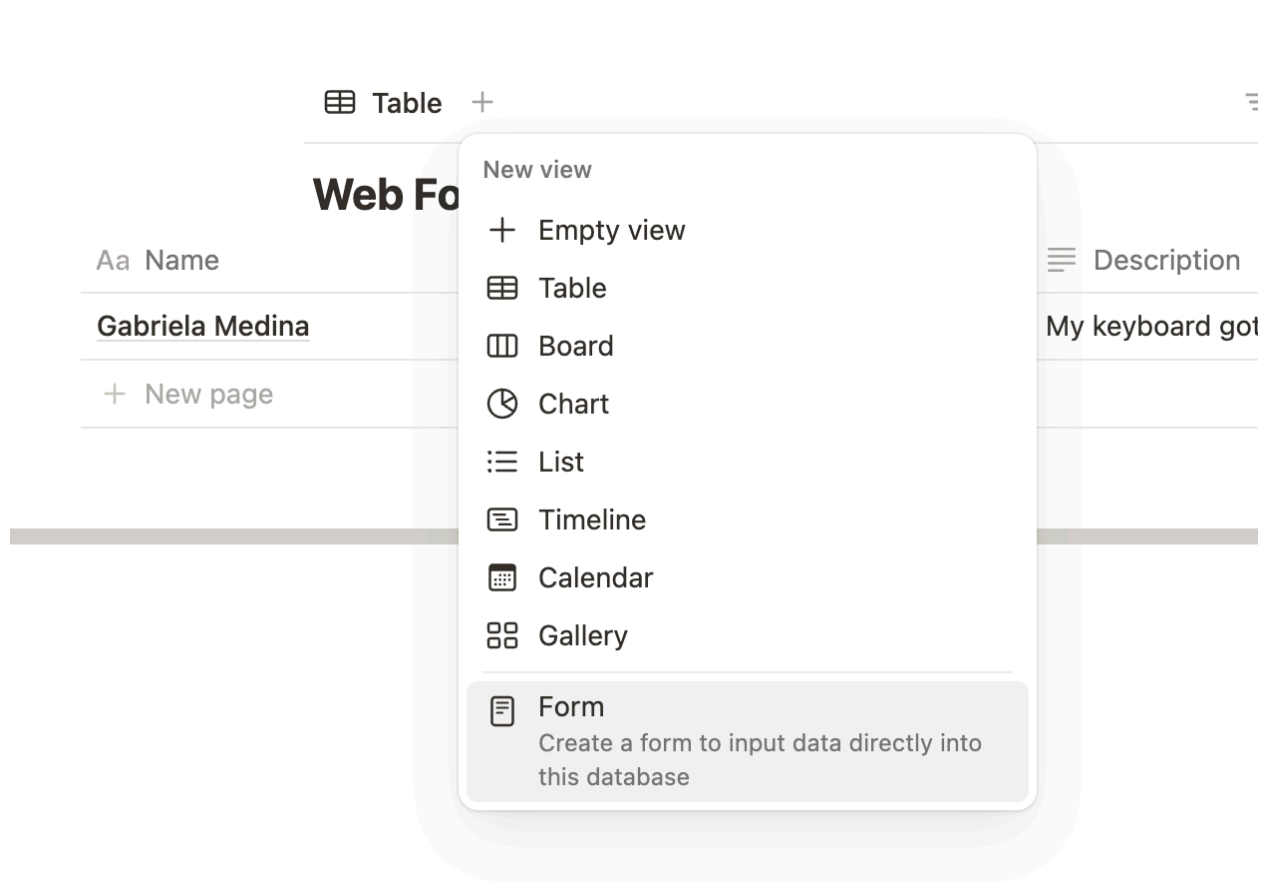 Table
New view
Web Fo
Empty view
Aa Name
Description
Table
Gabriela Medina
My keyboard got
Board
New page
Chart
List
Timeline
Calendar
Gallery
Form
Create a form to input data directly into
this database